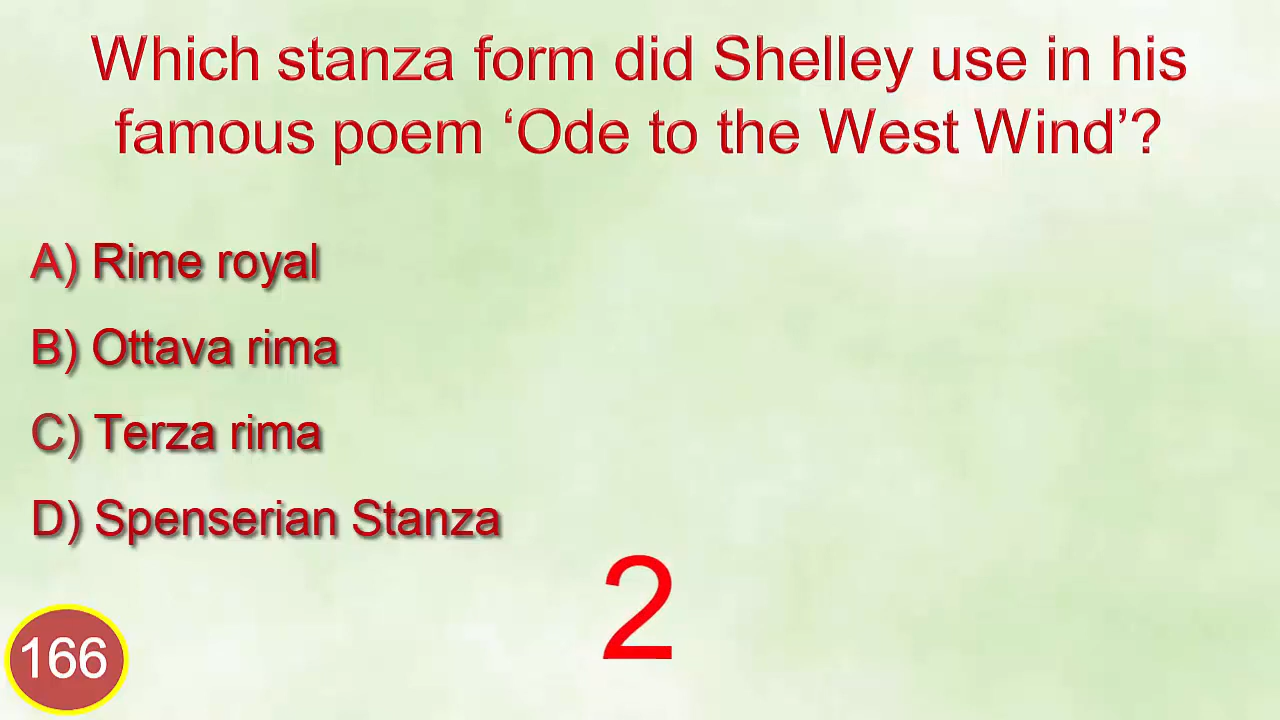 Which stanza form did Shelley use in his
famous poem ‘Ode to the West Wind’?
A) Rime royal
B) Ottava rima
C) Terza rima
D) Spenserian Stanza
2
166